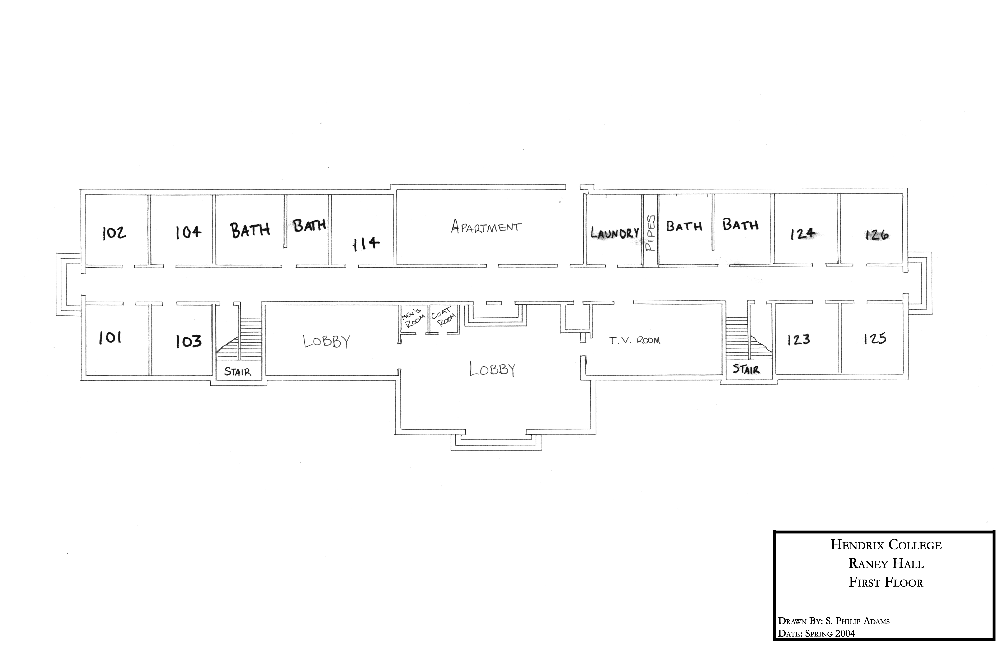 102
104
BATH
BATH
114
APARTMENT
LAUNDRY
PIPES
BATH
BATH
124
126
101
103
STAIR
LOBBY
MEN'S
ROOM
COAT
ROOM
LOBBY
T.V. ROOM
STAIR
123
125
HENDRIX COLLEGE
RANEY HALL
FIRST FLOOR
DRAWN BY: S. PHILIP ADAMS
DATE: SPRING 2004